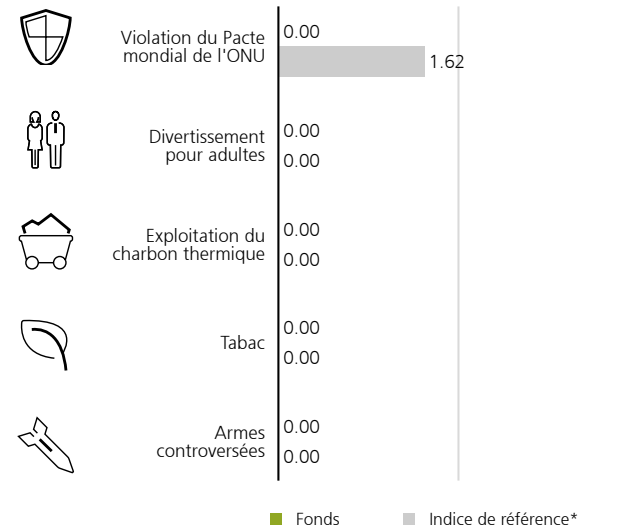 Violation du Pacte
mondial de l'ONU
0.00
1.62
Divertissement
pour adultes
0.00
0.00
Exploitation du
charbon thermique
0.00
0.00
Tabac
0.00
0.00
Armes
controversées
0.00
0.00
Fonds
Indice de référence*